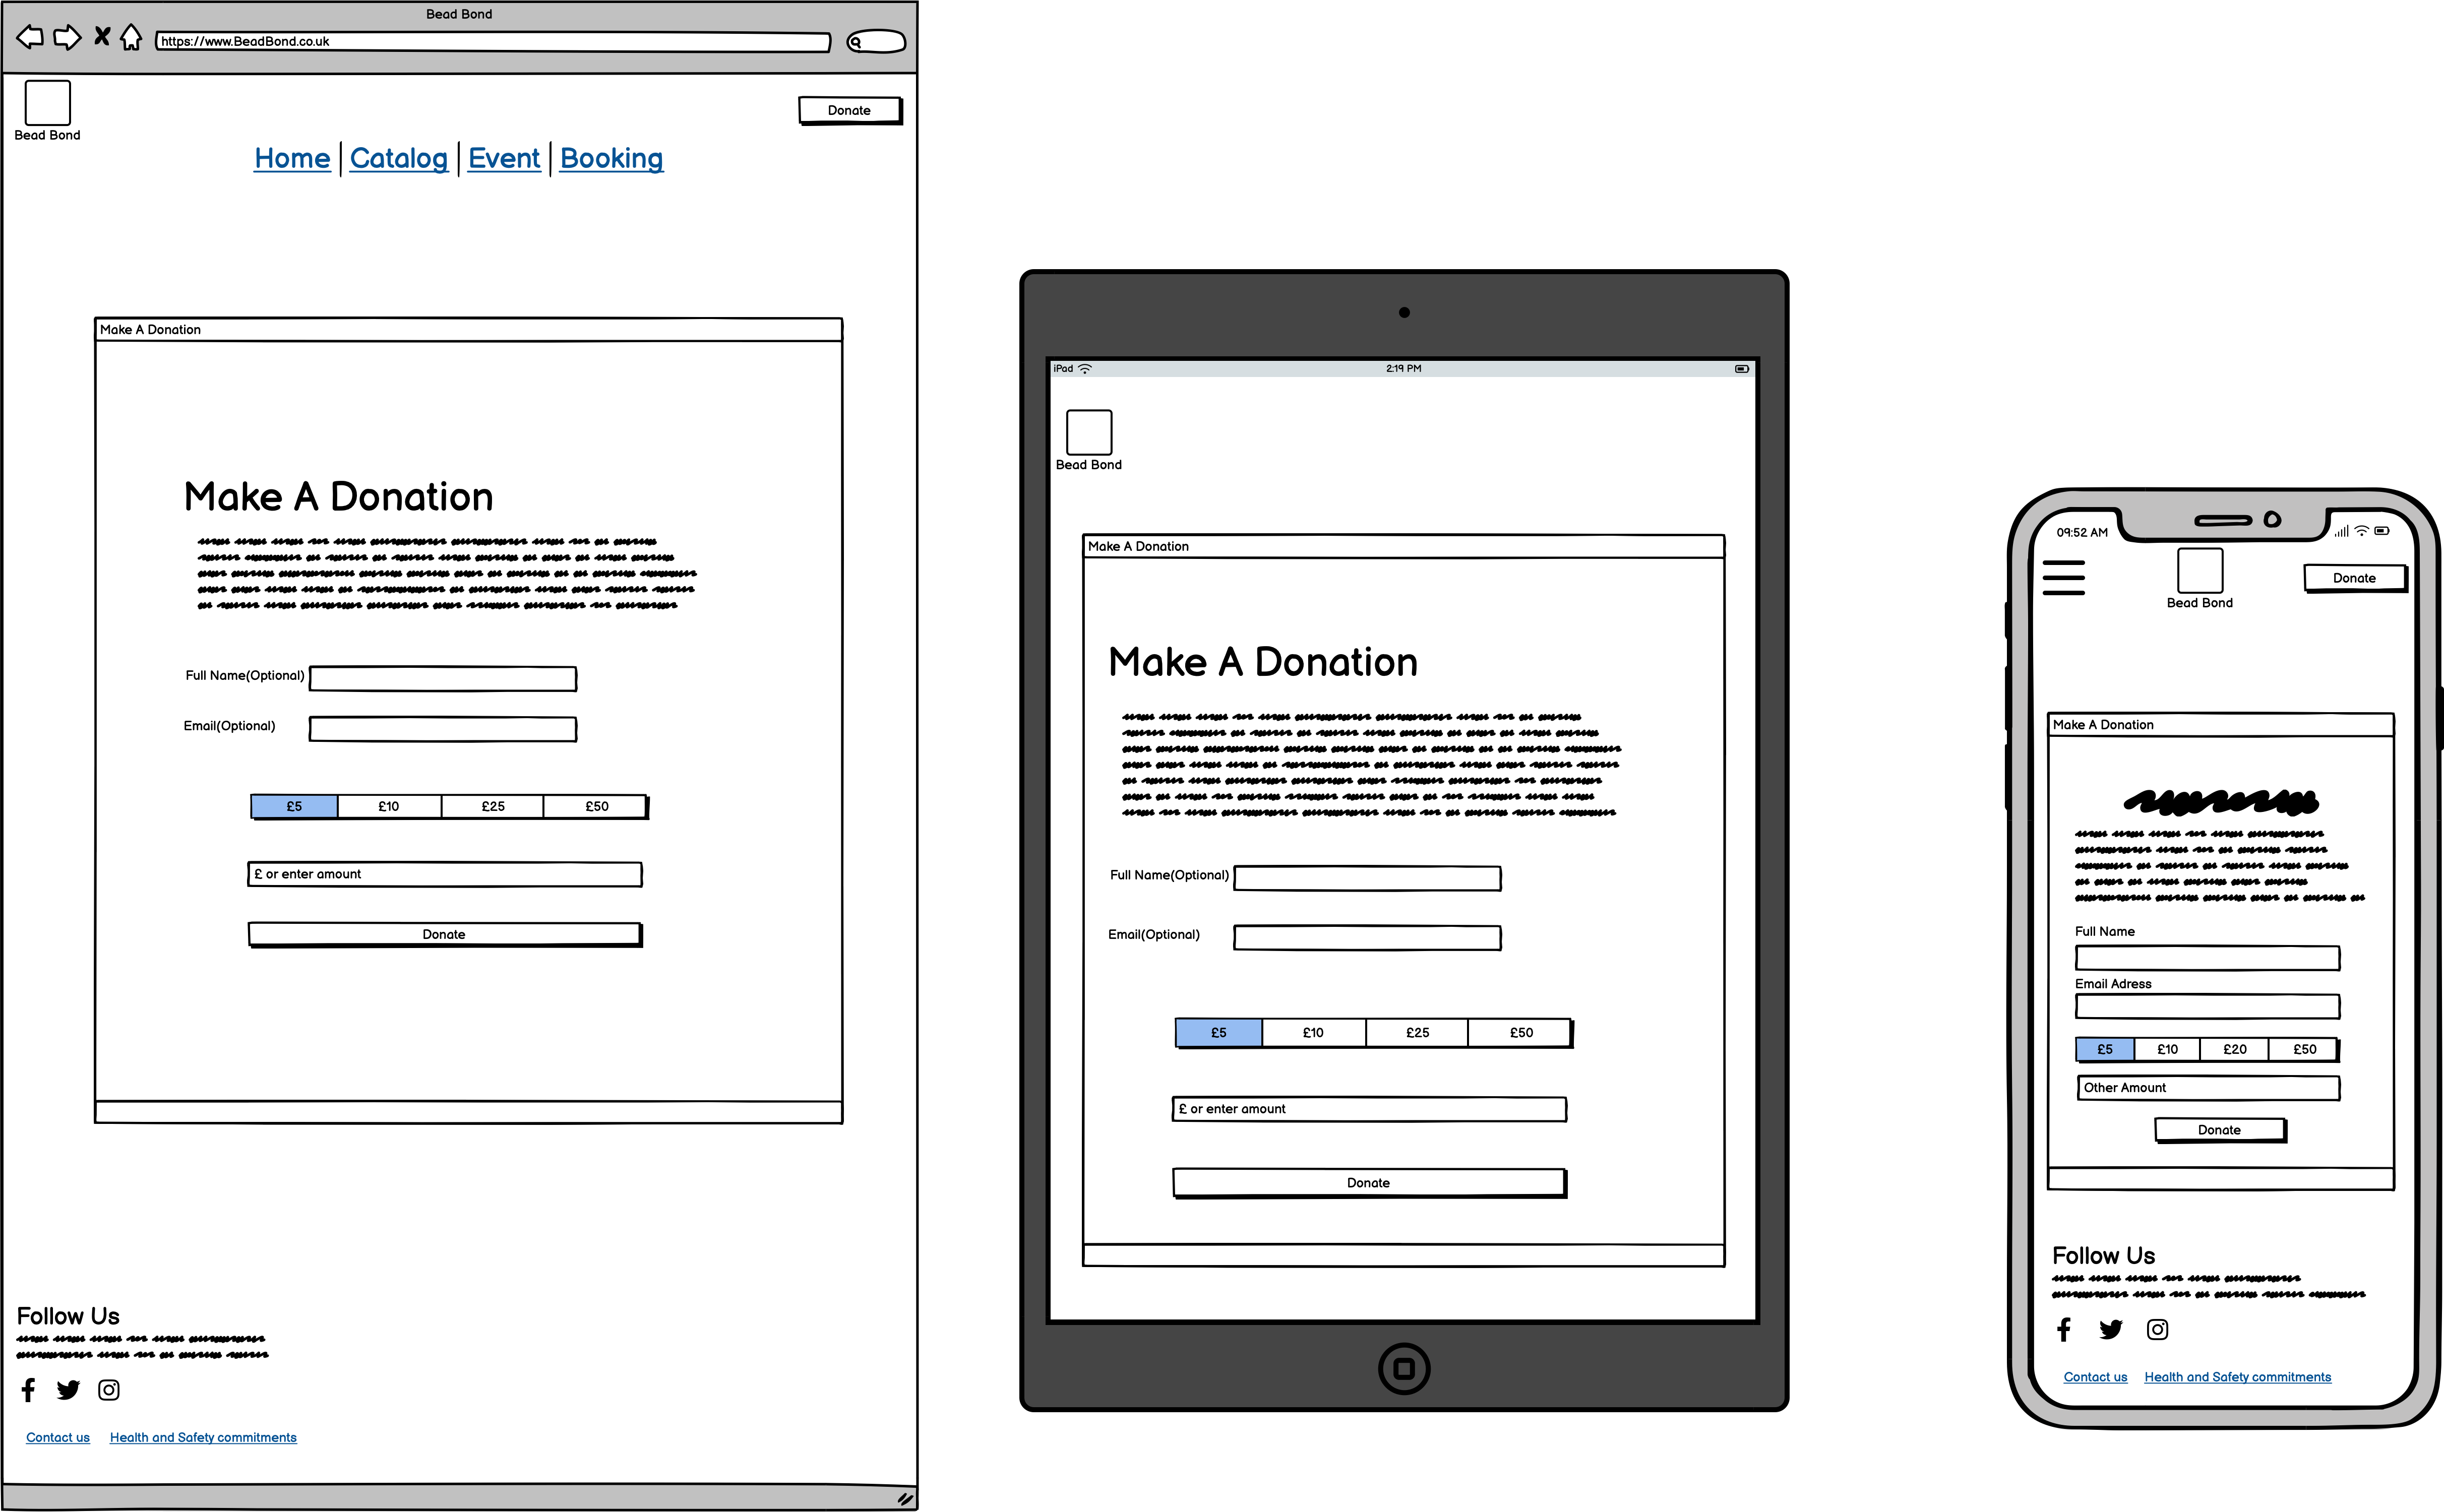 Bead Bond
https://www.BeadBond.co.uk
Bead Bond
Donate
Home Catalog Event Booking
Make A Donation
Make A Donation
Full Name(Optional)
Email(Optional)
£5 £10 £25 £50
£ or enter amount
Donate
Follow Us
Contact us Health and Safety commitments
iPad 2:19 PM
Bead Bond
Make A Donation
Make A Donation
Full Name(Optional)
Email(Optional)
£5 £10 £25 £50
£ or enter amount
Donate
09:52 AM
Bead Bond
Donate
Make A Donation
Full Name
Email Adress
£5 £10 £20 £50
Other Amount
Donate
Follow Us
Contact us Health and Safety commitments